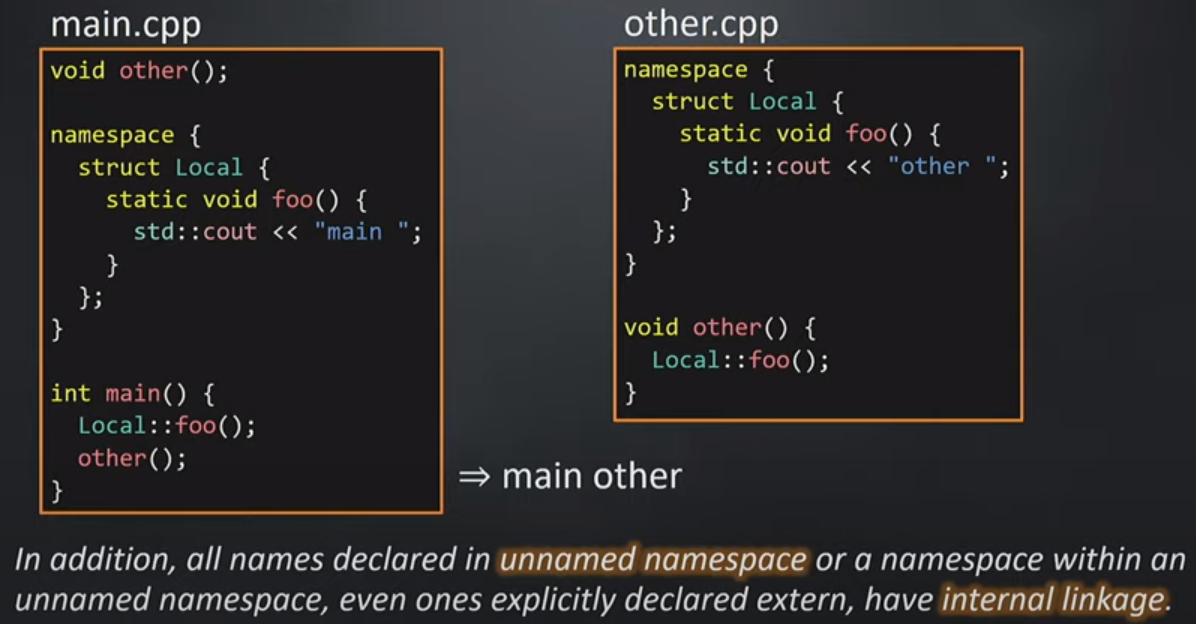 main.cpp
void other();
namespace {
struct Local {
static void foo() {
std::cout << "main ";
}
};
}
int main() {
Local::foo();
other();
}
other.cpp
namespace {
struct Local {
static void foo() {
std::cout << "other ";
}
};
}
void other() {
Local::foo();
}
⇒ main other
In addition, all names declared in unnamed namespace or a namespace within an
unnamed namespace, even ones explicitly declared extern, have internal linkage.